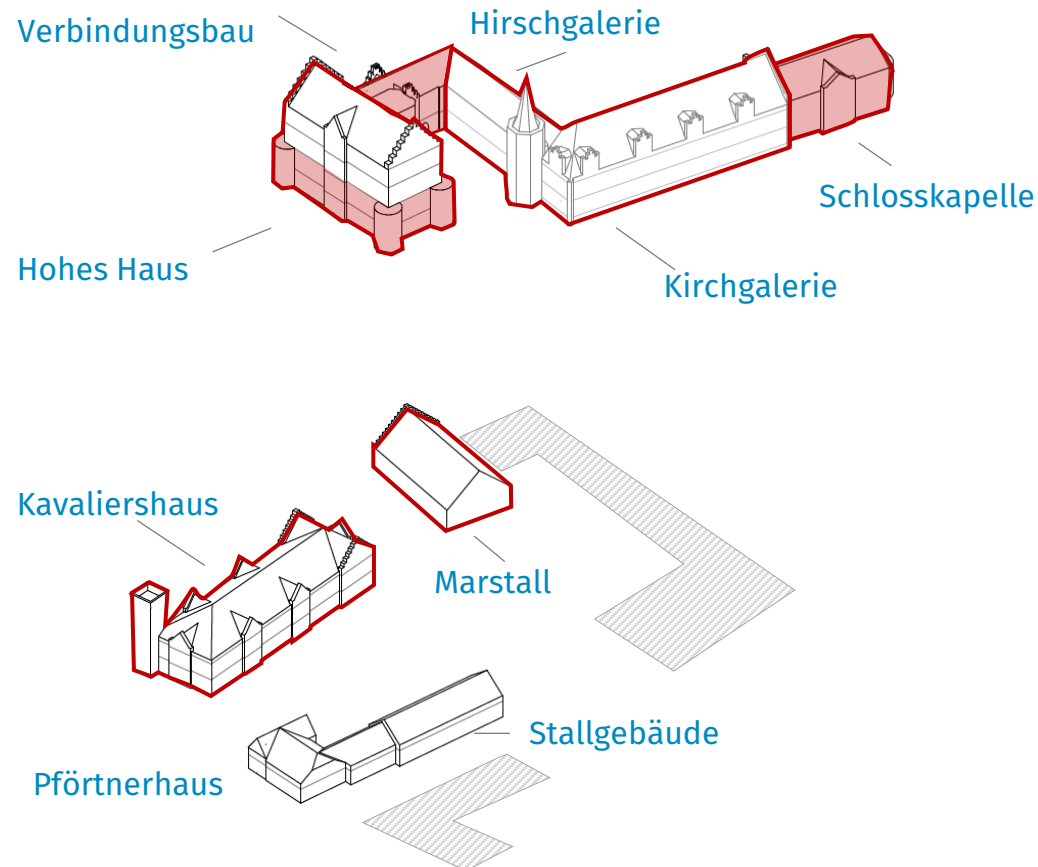 Verbindungsbau
Hirschgalerie
Schlosskapelle
Hohes Haus
Kirchgalerie
Kavaliershaus
Marstall
Stallgebäude
Pförtnerhaus